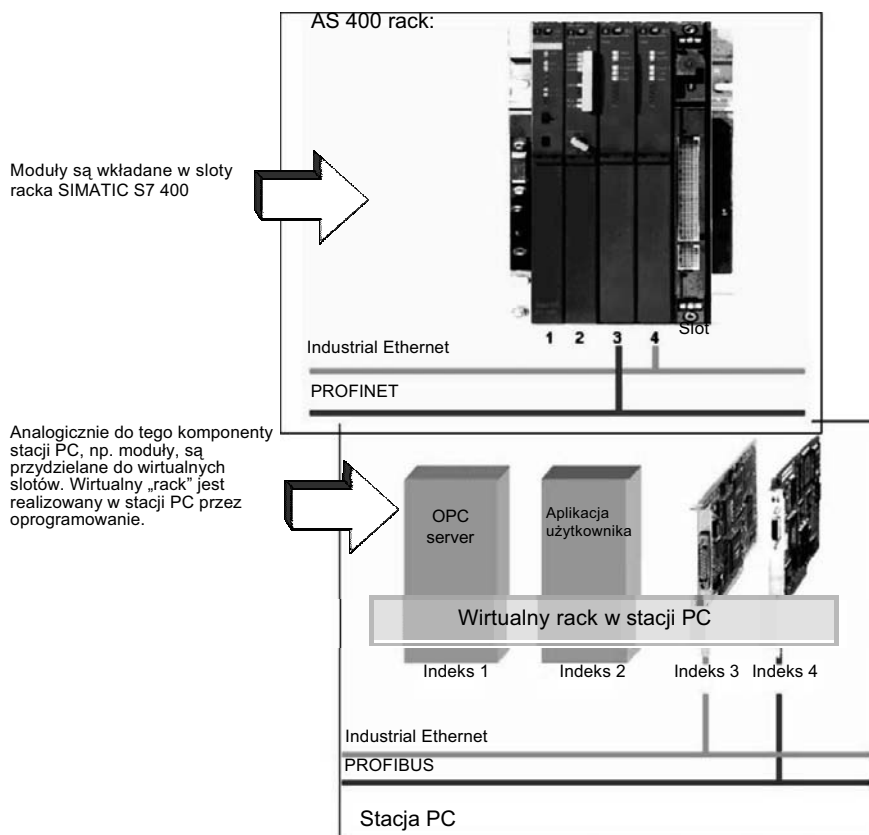 AS 400 rack:
Moduły są wkładane w sloty
racka SIMATIC S7 400
1 2 3 4
Slot
Industrial Ethernet
PROFINET
Analogicznie do tego komponenty
stacji PC, np. moduły, są
przydzielane do wirtualnych
slotów. Wirtualny „rack” jest
realizowany w stacji PC przez
oprogramowanie.
OPC
server
Aplikacja
użytkownika
Wirtualny rack w stacji PC
Indeks 1
Indeks 2
Indeks 3
Indeks 4
Industrial Ethernet
PROFIBUS
Stacja PC